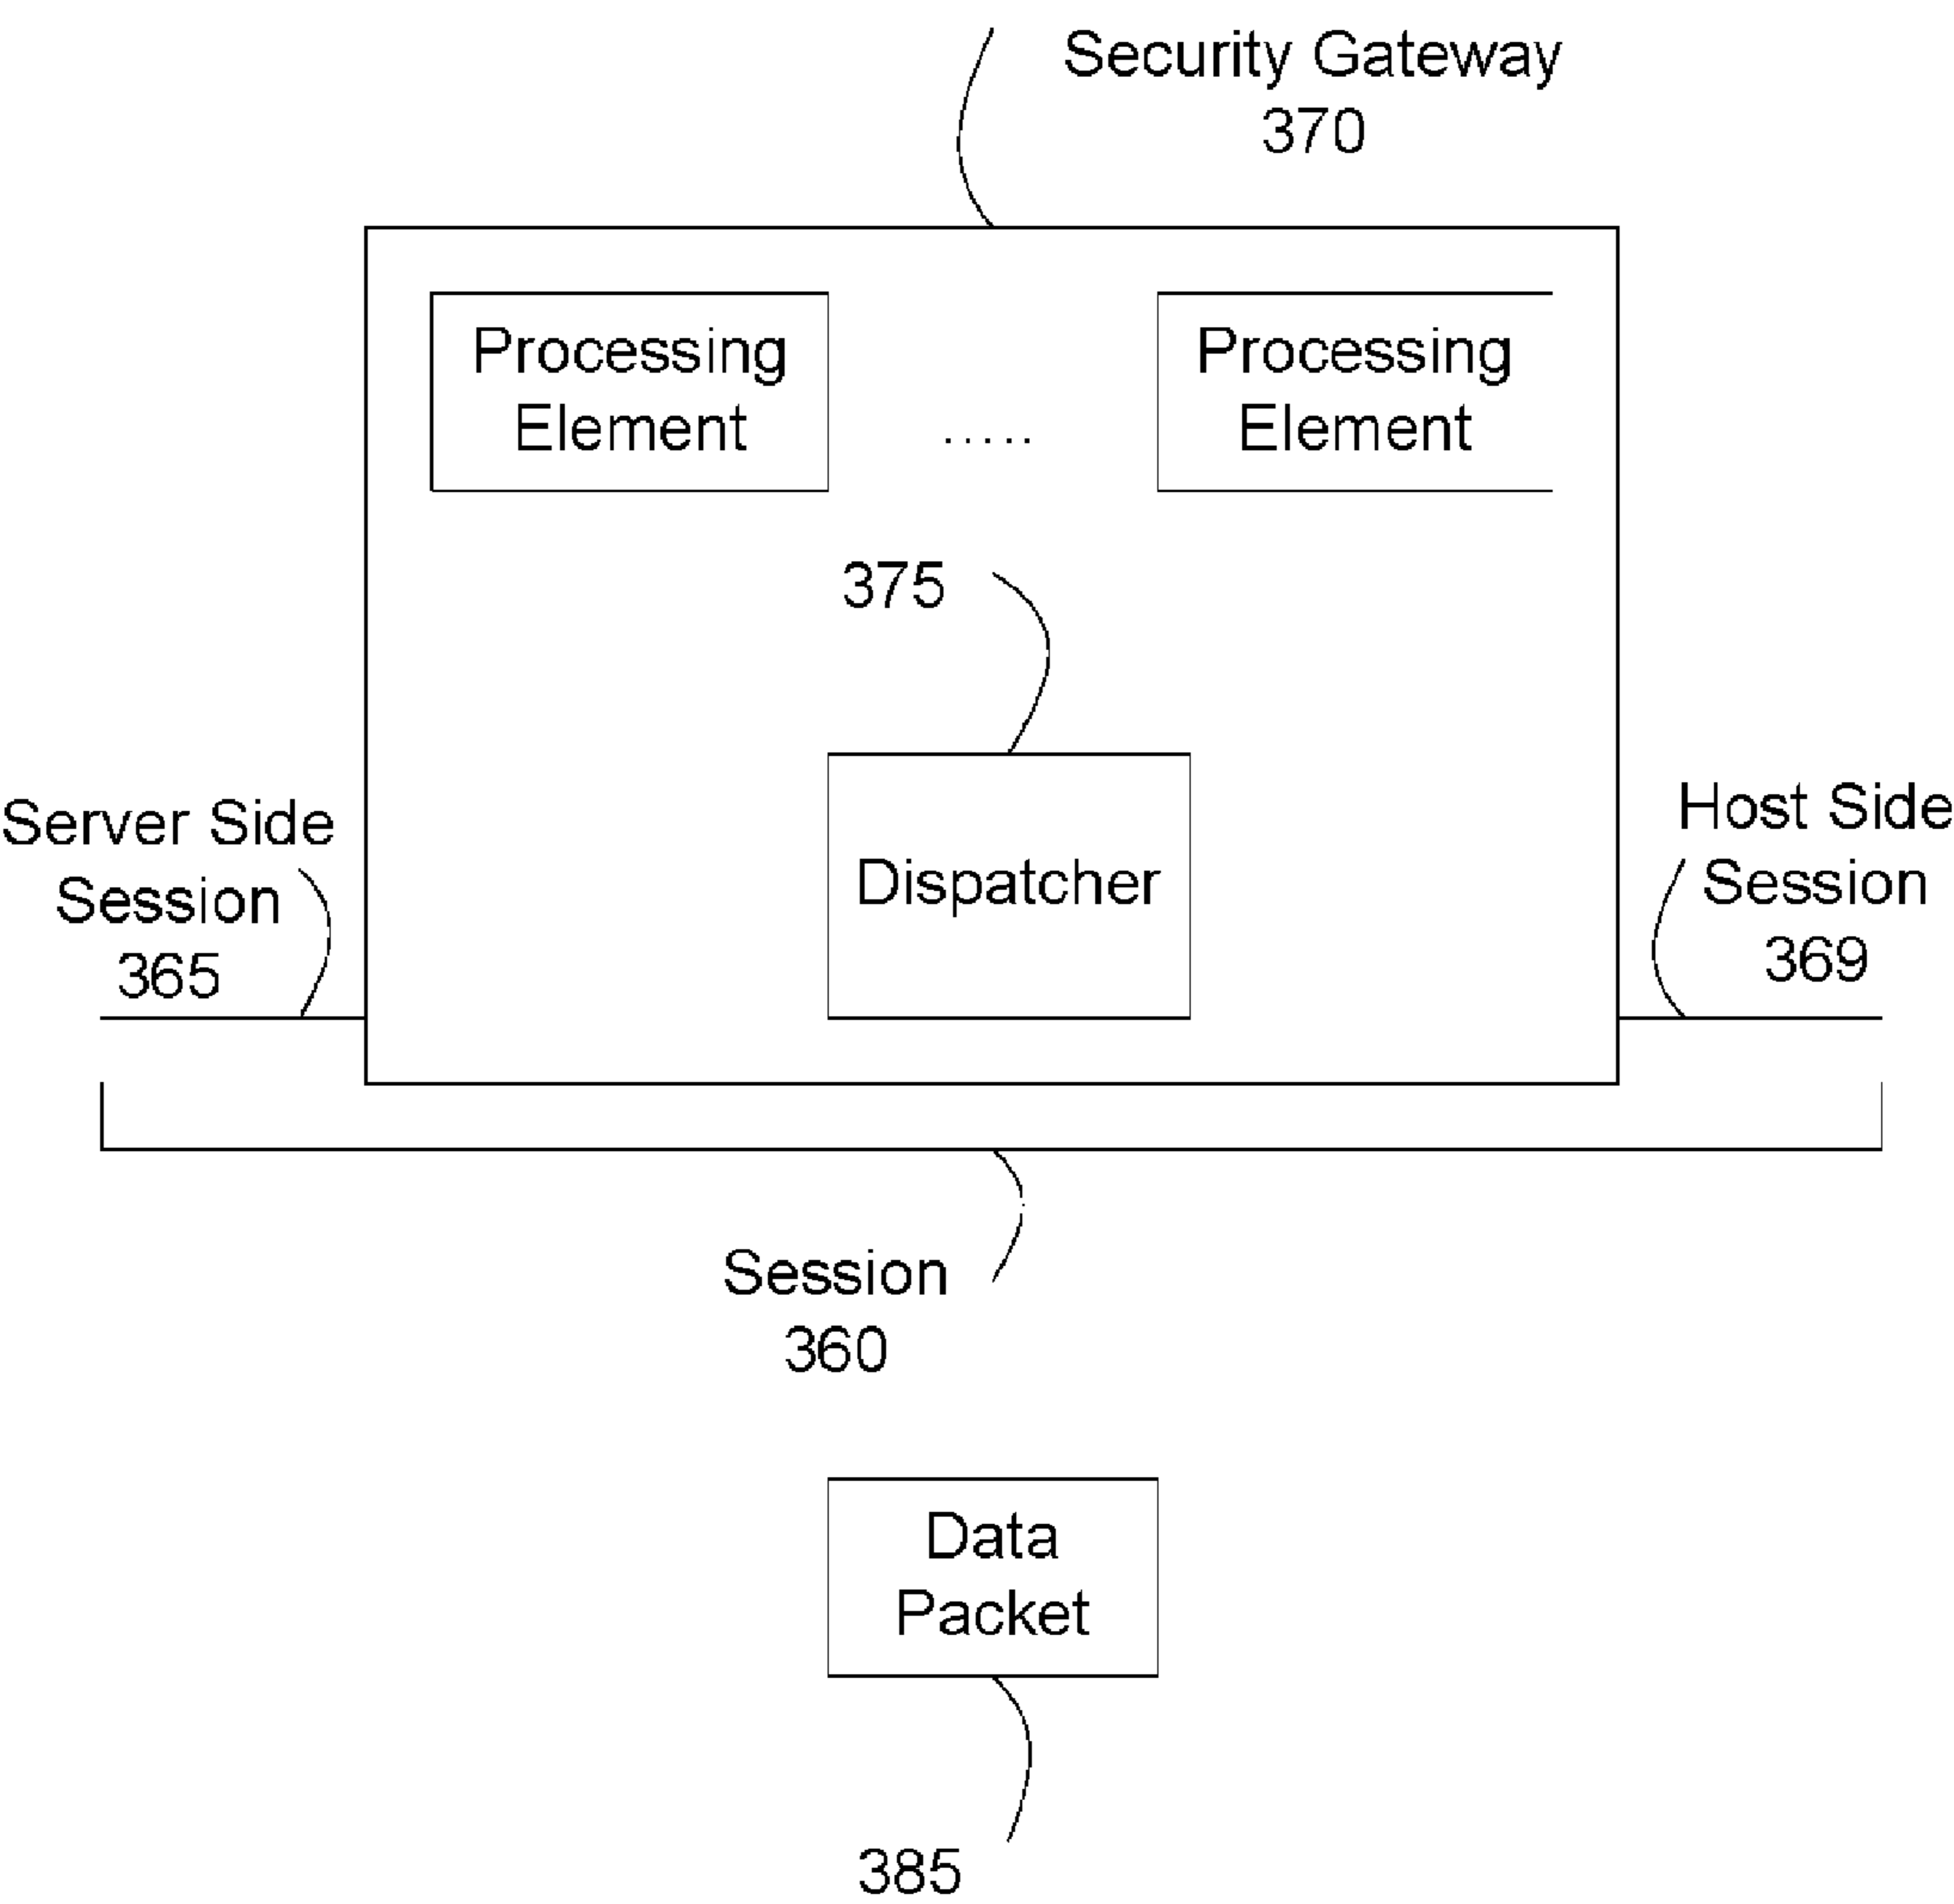 Security Gateway
370
Processing
Element
.....
Processing
Element
375
Dispatcher
Server Side
Session
365
Host Side
Session
369
Session
360
Data
Packet
385